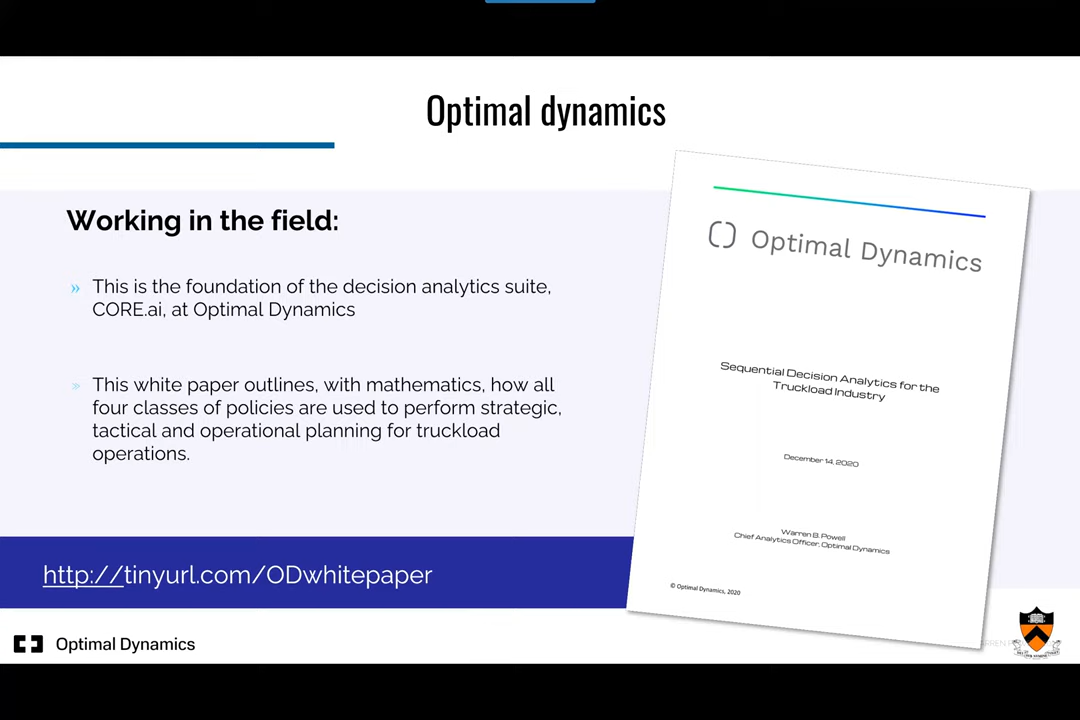 Optimal dynamics
Working in the field:
» This is the foundation of the decision analytics suite,
CORE.ai, at Optimal Dynamics
» This white paper outlines, with mathematics, how all
four classes of policies are used to perform strategic,
tactical and operational planning for truckload
operations.
http://tinyurl.com/ODwhitepaper
Optimal Dynamics
Optimal Dynamics
Sequential Decision Analytics for the
Truckload Industry
December 14, 2020
Warren B. Powell
Chief Analytics Officer, Optimal Dynamics
© Optimal Dynamics, 2020